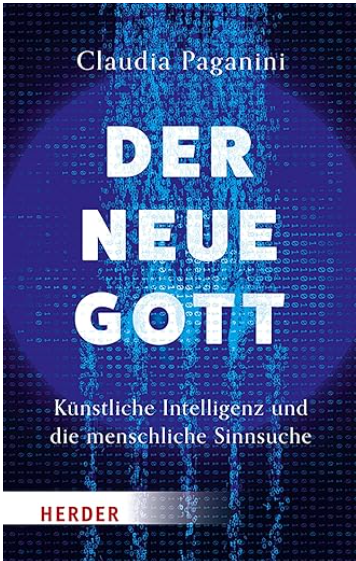 Claudia Paganini
DER
NEUE
GOTT
Künstliche Intelligenz und
die menschliche Sinnsuche
HERDER